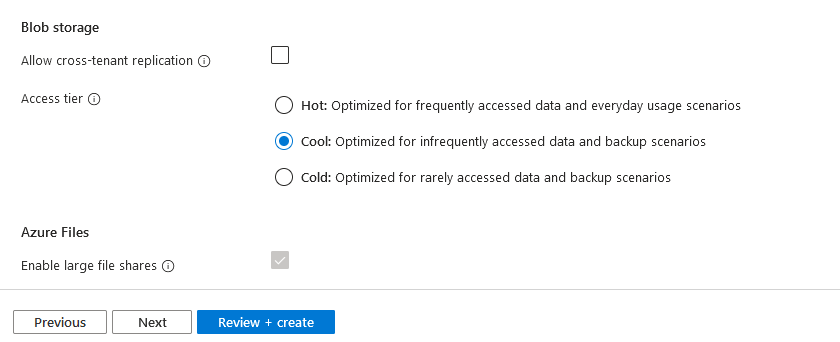 Blob storage
Allow cross-tenant replication
Access tier
Hot: Optimized for frequently accessed data and everyday usage scenarios
Cool: Optimized for infrequently accessed data and backup scenarios
Cold: Optimized for rarely accessed data and backup scenarios
Azure Files
Enable large file shares
Previous Next Review + create